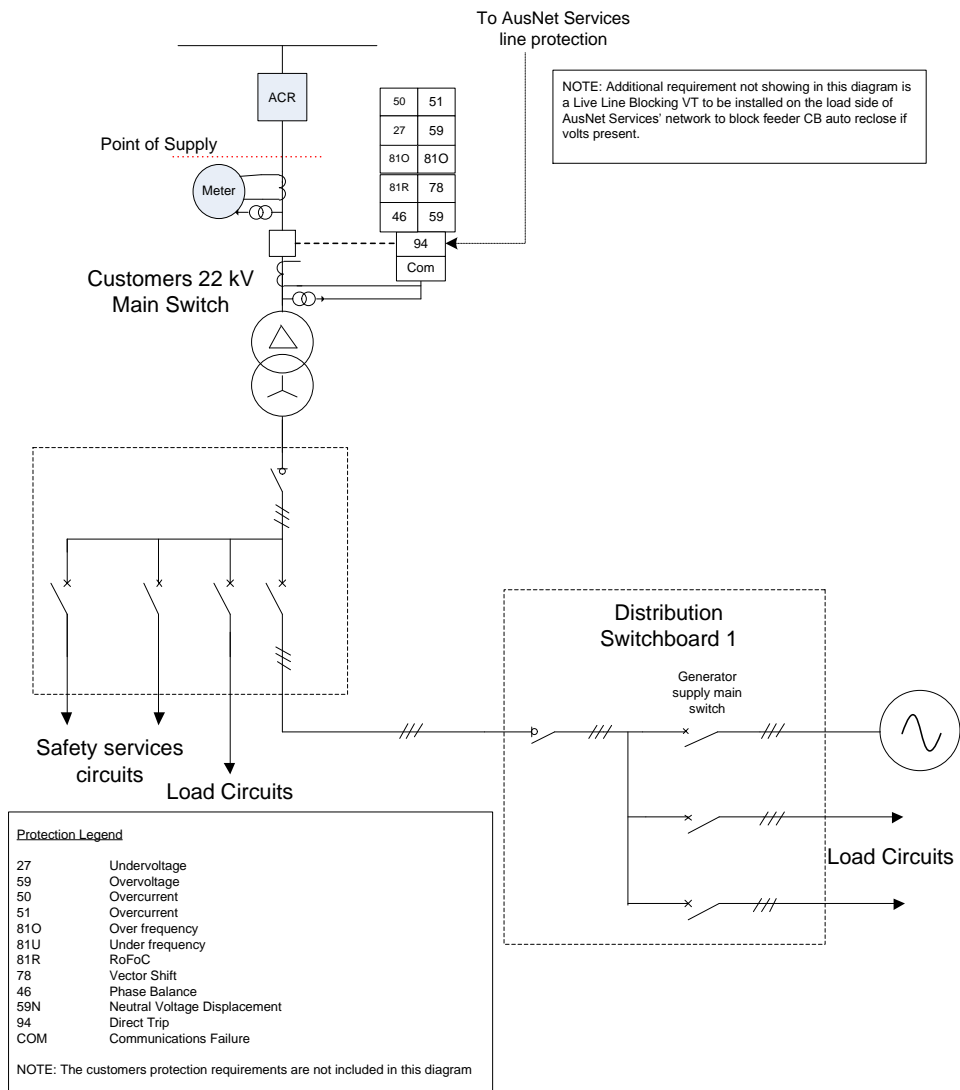 To AusNet Services
line protection
NOTE: Additional requirement not showing in this diagram is
a Live Line Blocking VT to be installed on the load side of
AusNet Services' network to block feeder CB auto reclose if
volts present.
ACR
50 51
27 59
81O 81O
81R 78
46 59
94
Com
Point of Supply
Meter
Customers 22 kV
Main Switch
Distribution
Switchboard 1
Generator
supply main
switch
Safety services
circuits
Load Circuits
Load Circuits
Protection Legend
27 Undervoltage
59 Overvoltage
50 Overcurrent
51 Overcurrent
81O Over frequency
81U Under frequency
81R RoFoC
78 Vector Shift
46 Phase Balance
59N Neutral Voltage Displacement
94 Direct Trip
COM Communications Failure
NOTE: The customers protection requirements are not included in this diagram